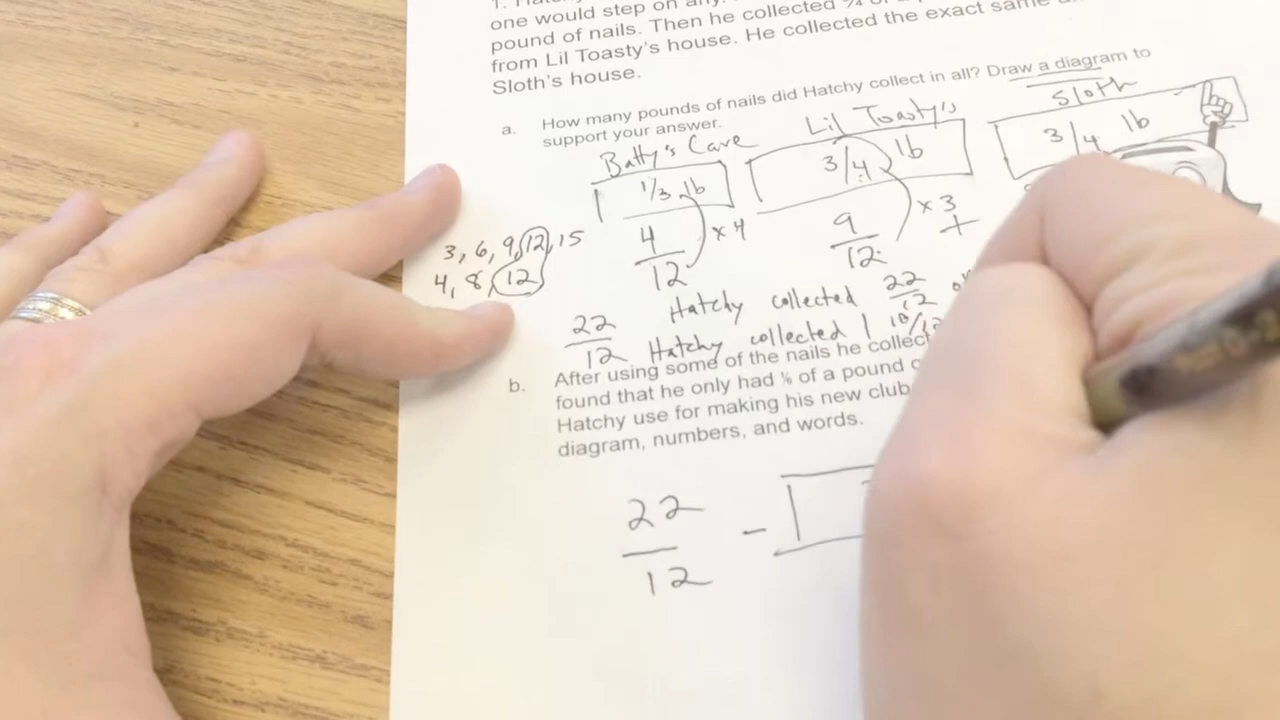 one would step on any.
pound of nails. Then he collected ¾ of
from Lil Toasty's house. He collected the exact same
Sloth's house.
a. How many pounds of nails did Hatchy collect in all? Draw a diagram to
support your answer.
Batty's Cave Lil Toasty's Sloth
1/3 lb 3/4 lb 3/4 lb
4/12 x 4 9/12 x 3 +
3, 6, 9, 12, 15
4, 8, 12
Hatchy collected 22/12
22/12 Hatchy collected 1 10/12
b. After using some of the nails he collec
found that he only had ⅙ of a pound
Hatchy use for making his new club
diagram, numbers, and words.
22/12 -